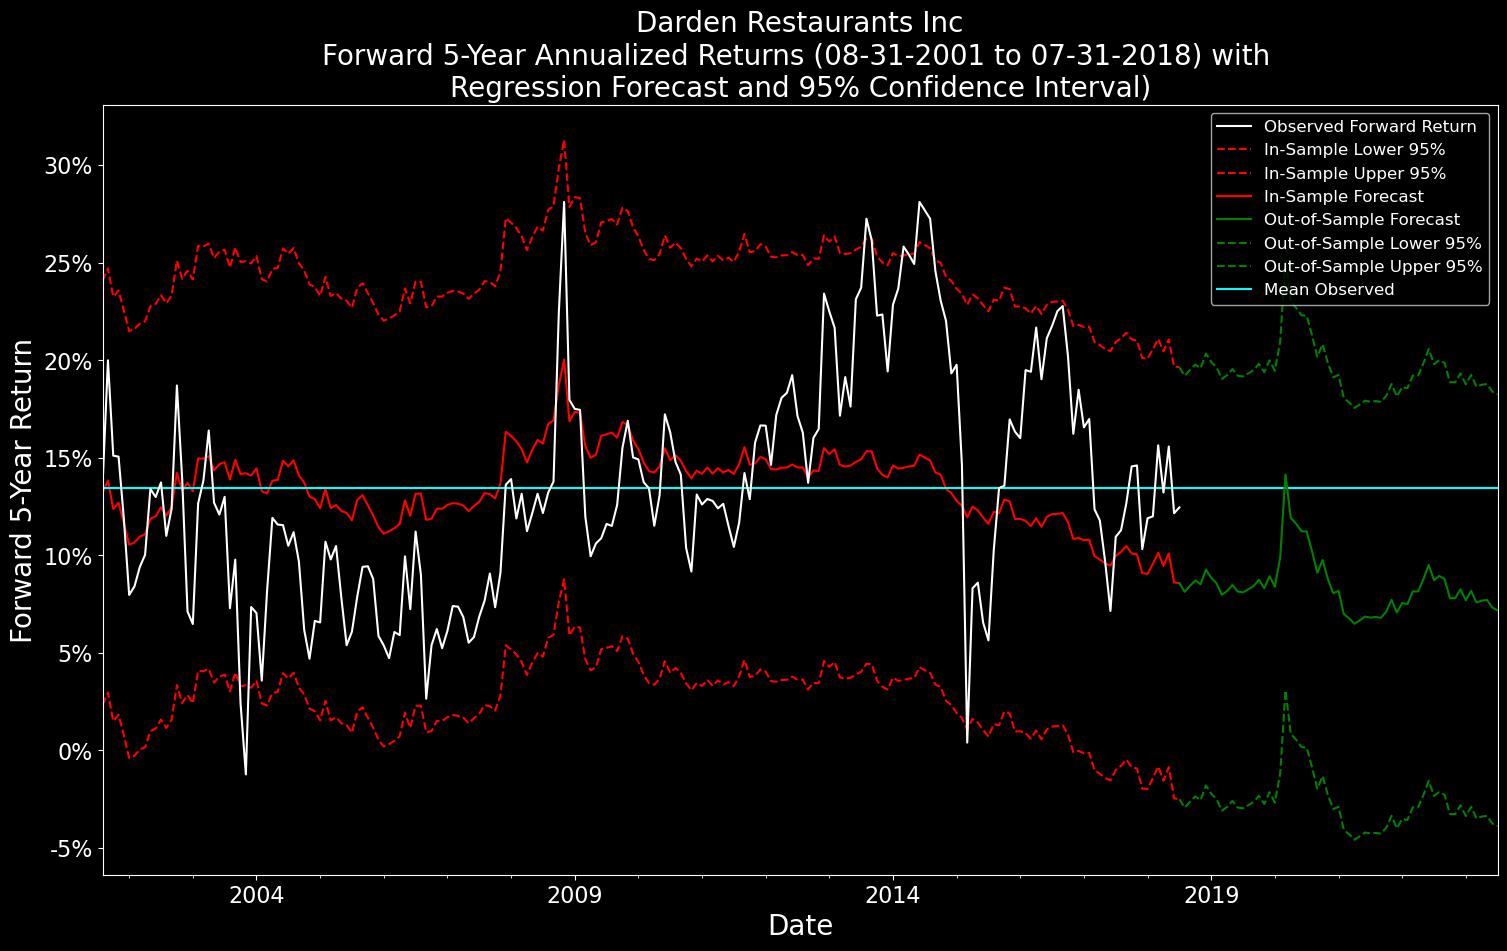 Darden Restaurants Inc
Forward 5-Year Annualized Returns (08-31-2001 to 07-31-2018) with
Regression Forecast and 95% Confidence Interval)
Forward 5-Year Return
30%
25%
20%
15%
10%
5%
0%
-5%
Observed Forward Return
In-Sample Lower 95%
In-Sample Upper 95%
In-Sample Forecast
Out-of-Sample Forecast
Out-of-Sample Lower 95%
Out-of-Sample Upper 95%
Mean Observed
2004
2009
2014
2019
Date